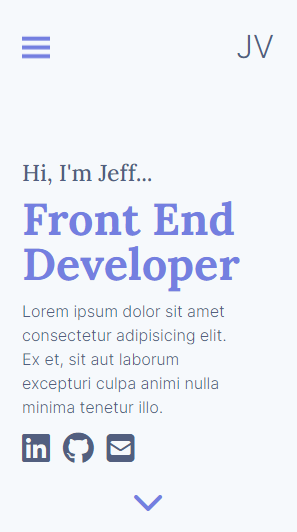 JV
Hi, I'm Jeff...
Front End
Developer
Lorem ipsum dolor sit amet
consectetur adipisicing elit.
Ex et, sit aut laborum
excepturi culpa animi nulla
minima tenetur illo.
in